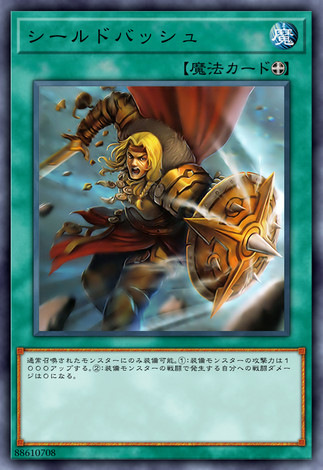 シールドバッシュ
魔
【魔法カード】
通常召喚されたモンスターにのみ装備可能。①:装備モンスターの攻撃力は1
000アップする。②:装備モンスターの戦闘で発生する自分への戦闘ダメー
ジは0になる。
88610708